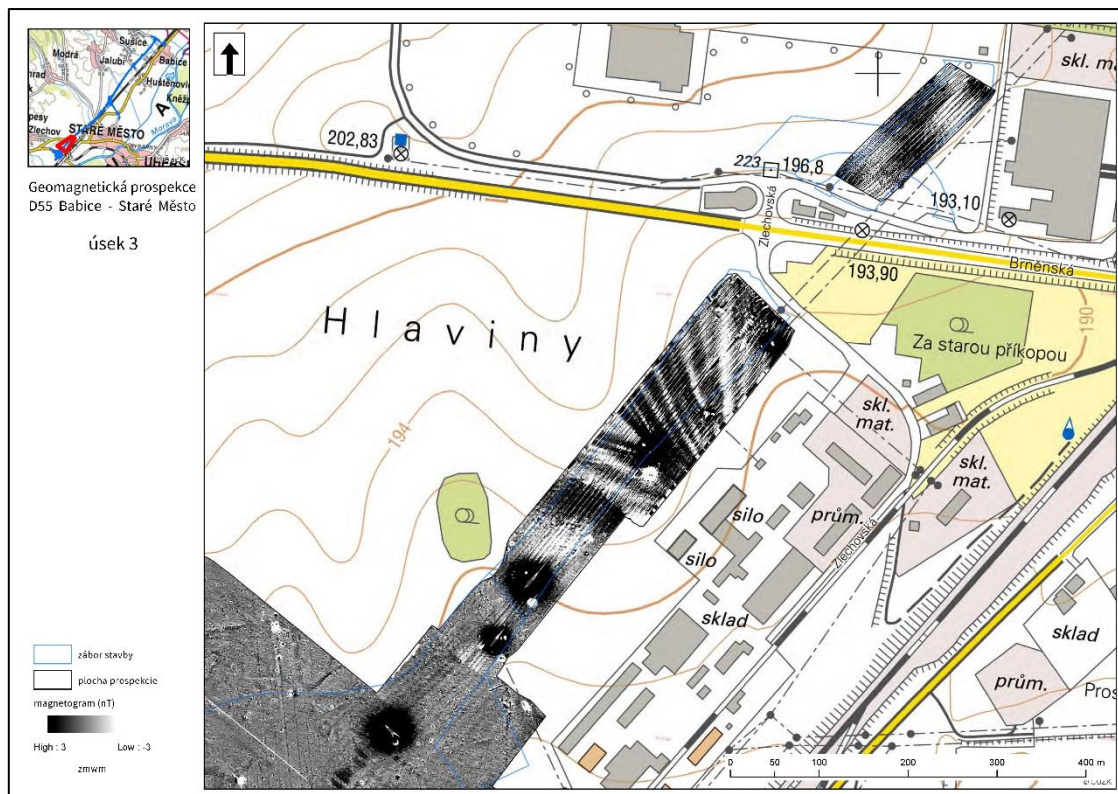 Sušice
Modrá
Jalubí
Babice
Huštěnovice
Kněžp
Zlechov
STARÉ MĚSTO
Morava
Geomagnetická prospekce
D55 Babice - Staré Město
úsek 3
zábor stavby
plocha prospekcie
magnetogram (nT)
High : 3 Low : -3
zmwm
skl. ma
202,83
223 196,8
193,10
Zlechovská
Brněnská
193,90
190
Hlaviny
Za starou příkopou
194
skl.
mat.
skl.
mat.
silo
prům.
silo
Zlechovská
sklad
sklad
prům.
Pros
0 50 100 200 300 400 m